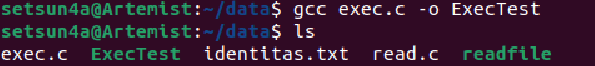 setsun4a@Artemist:~/data$ gcc exec.c -o ExecTest
setsun4a@Artemist:~/data$ ls
exec.c  ExecTest  identitas.txt  read.c  readfile